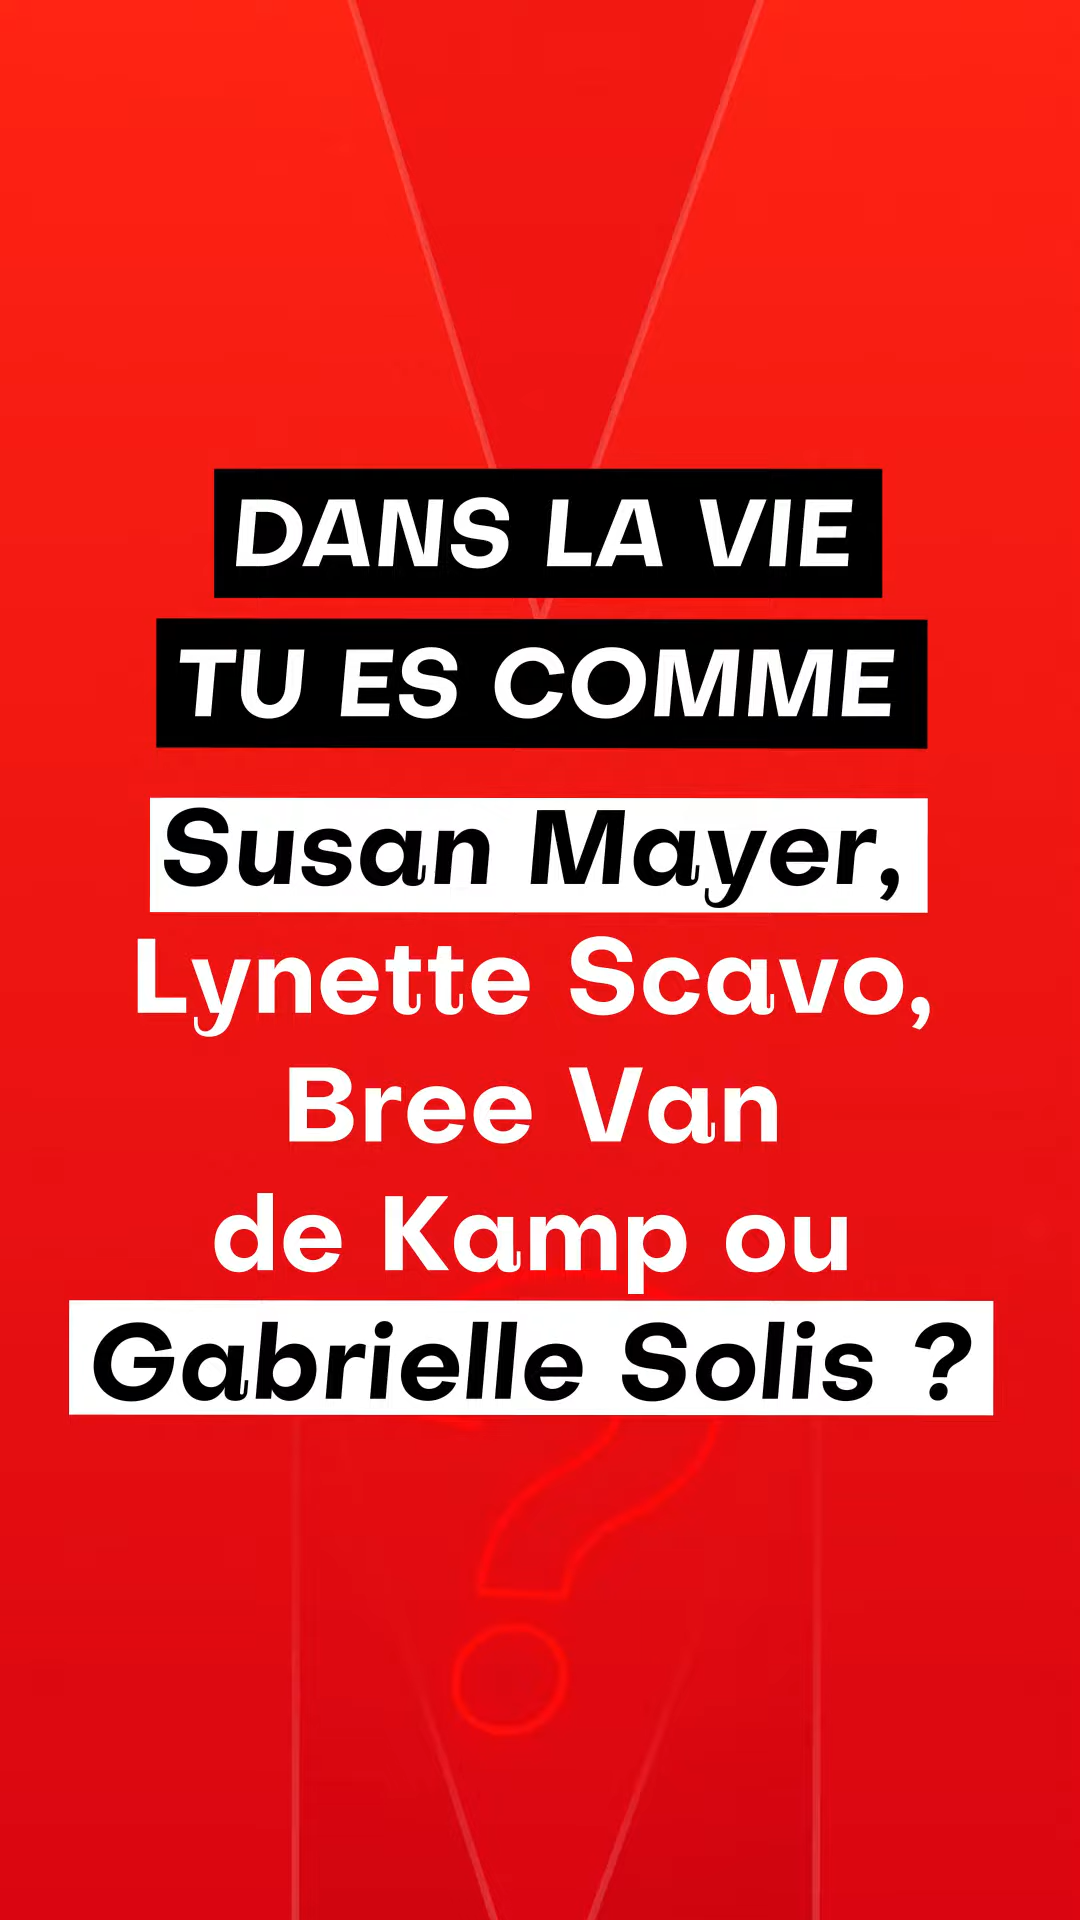 DANS LA VIE
TU ES COMME
Susan Mayer,
Lynette Scavo,
Bree Van
de Kamp ou
Gabrielle Solis ?
?